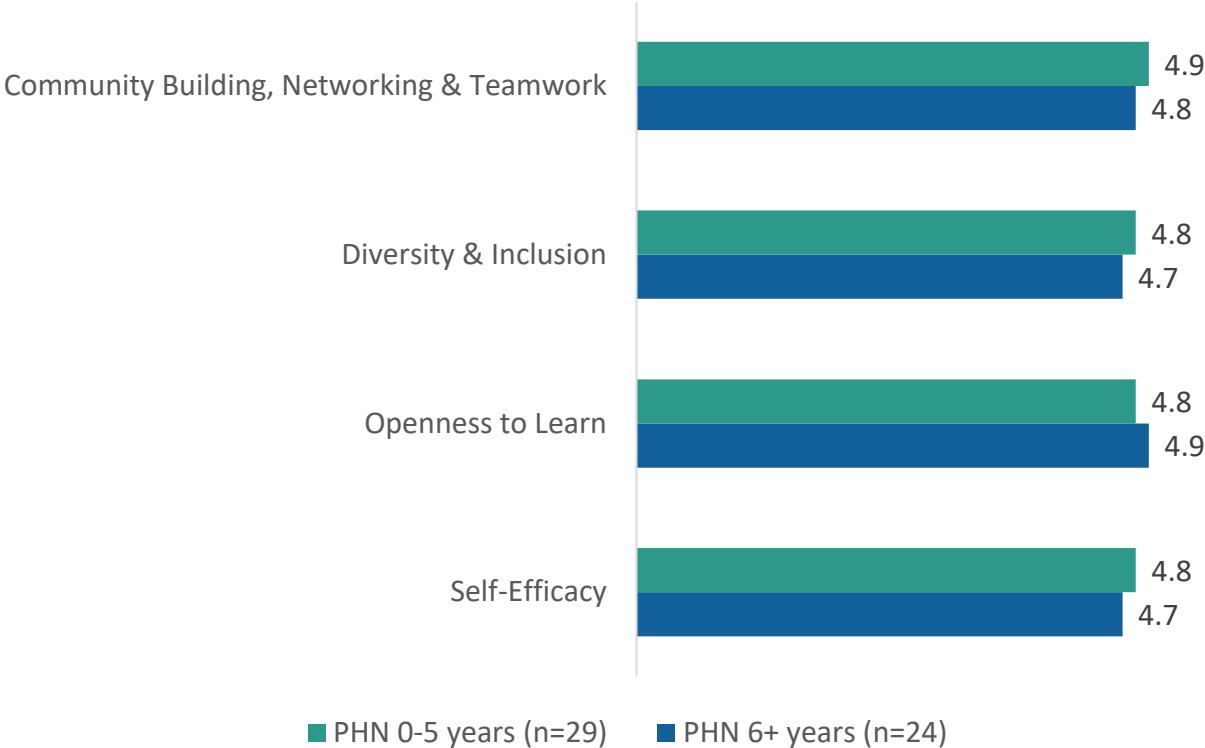 Community Building, Networking & Teamwork
4.9
4.8
Diversity & Inclusion
4.8
4.7
Openness to Learn
4.8
4.9
Self-Efficacy
4.8
4.7
PHN 0-5 years (n=29)
PHN 6+ years (n=24)